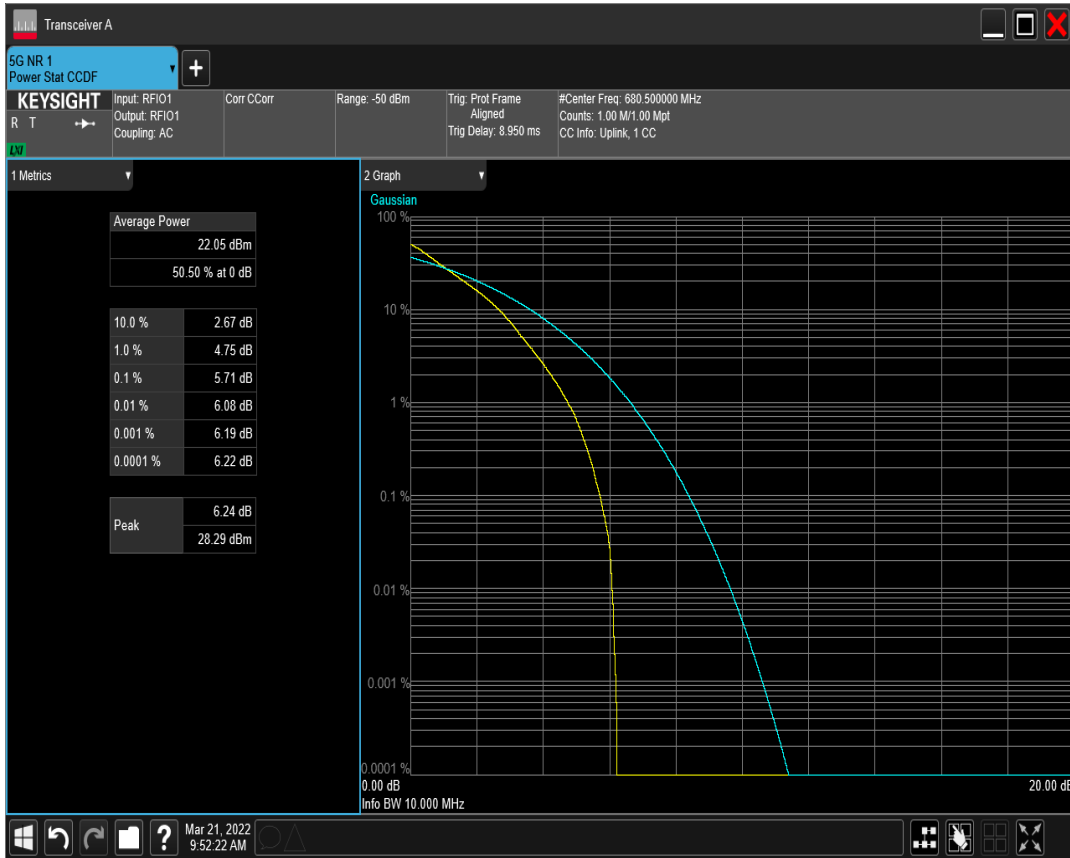 Transceiver A
5G NR 1
Power Stat CCDF
+
KEYSIGHT
R T
LXI
Input: RFIO1
Output: RFIO1
Coupling: AC
Corr CCorr
Range: -50 dBm
Trig: Prot Frame
Aligned
Trig Delay: 8.950 ms
#Center Freq: 680.500000 MHz
Counts: 1.00 M/1.00 Mpt
CC Info: Uplink, 1 CC
1 Metrics
Average Power
22.05 dBm
50.50 % at 0 dB
10.0 % 2.67 dB
1.0 % 4.75 dB
0.1 % 5.71 dB
0.01 % 6.08 dB
0.001 % 6.19 dB
0.0001 % 6.22 dB
Peak 6.24 dB
28.29 dBm
2 Graph
Gaussian
100 %
10 %
1 %
0.1 %
0.01 %
0.001 %
0.0001 %
0.00 dB 20.00 dB
Info BW 10.000 MHz
?
Mar 21, 2022
9:52:22 AM